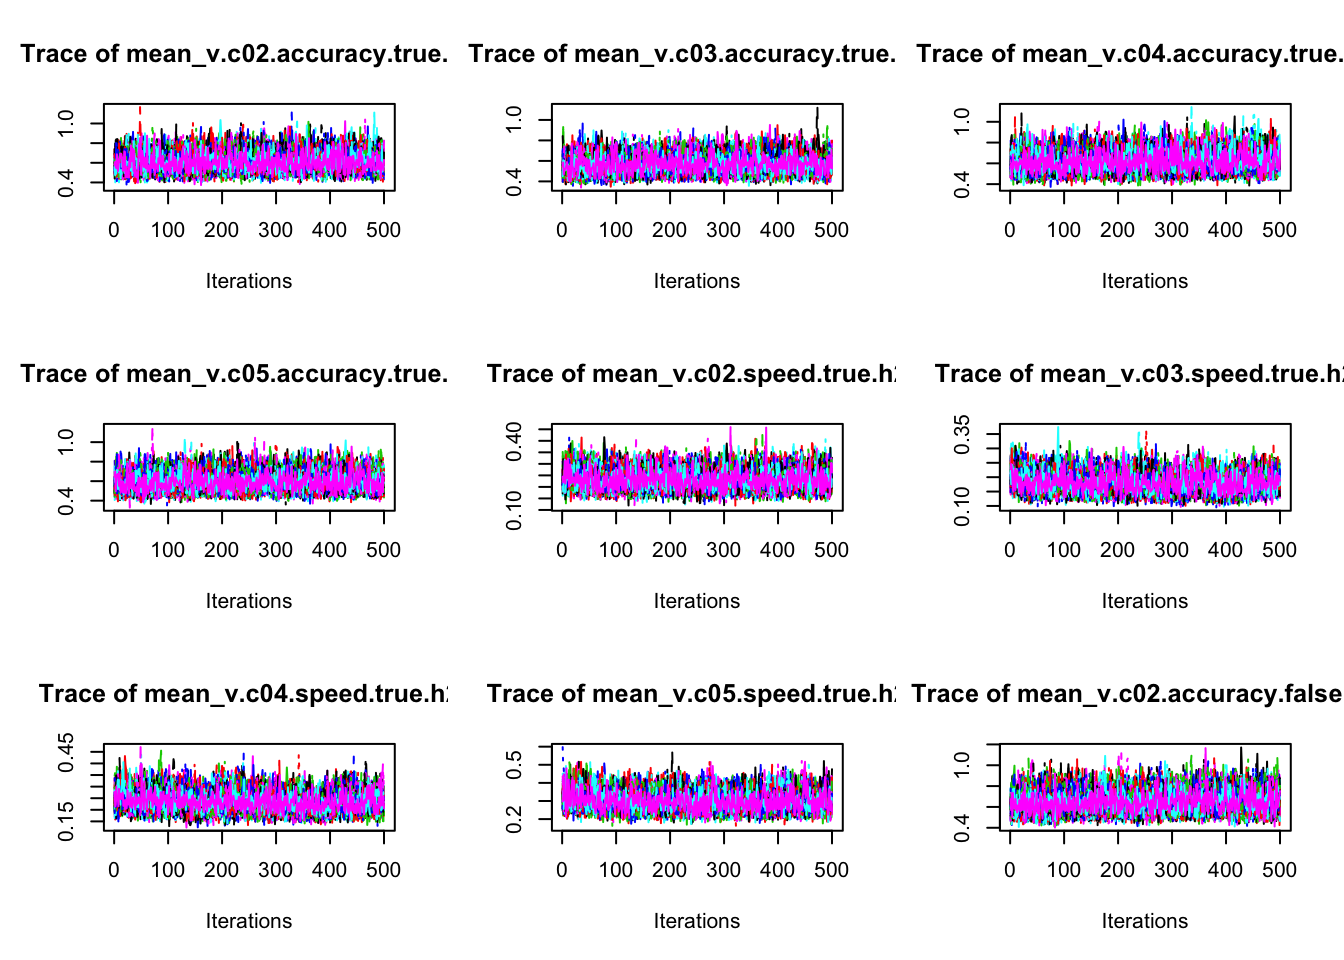 Trace of mean_v.c02.accuracy.true.
1.0
0.4
0 100 200 300 400 500
Iterations
Trace of mean_v.c03.accuracy.true.
1.0
0.4
0 100 200 300 400 500
Iterations
Trace of mean_v.c04.accuracy.true.
1.0
0.4
0 100 200 300 400 500
Iterations
Trace of mean_v.c05.accuracy.true.
1.0
0.4
0 100 200 300 400 500
Iterations
Trace of mean_v.c02.speed.true.h
0.40
0.10
0 100 200 300 400 500
Iterations
Trace of mean_v.c03.speed.true.h
0.35
0.10
0 100 200 300 400 500
Iterations
Trace of mean_v.c04.speed.true.h
0.45
0.15
0 100 200 300 400 500
Iterations
Trace of mean_v.c05.speed.true.h
0.5
0.2
0 100 200 300 400 500
Iterations
Trace of mean_v.c02.accuracy.false
1.0
0.4
0 100 200 300 400 500
Iterations